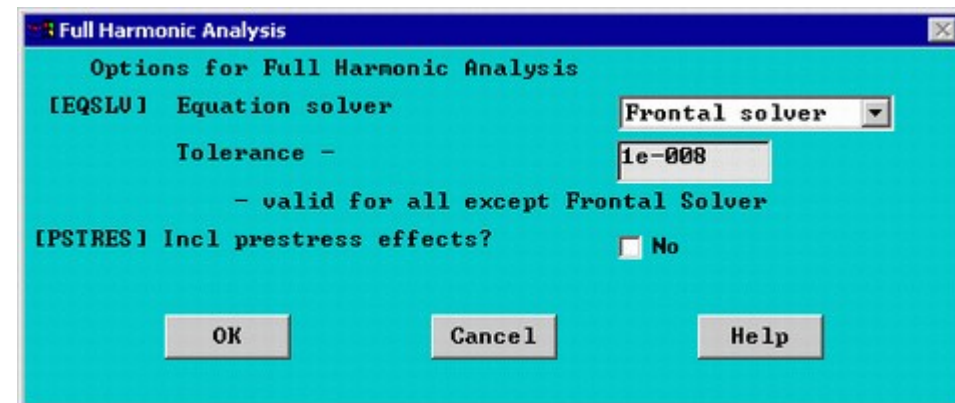 Full Harmonic Analysis
Options for Full Harmonic Analysis
[EQSLV] Equation solver Frontal solver
Tolerance - 1e-008
- valid for all except Frontal Solver
[PSTRES] Incl prestress effects? No
OK Cancel Help